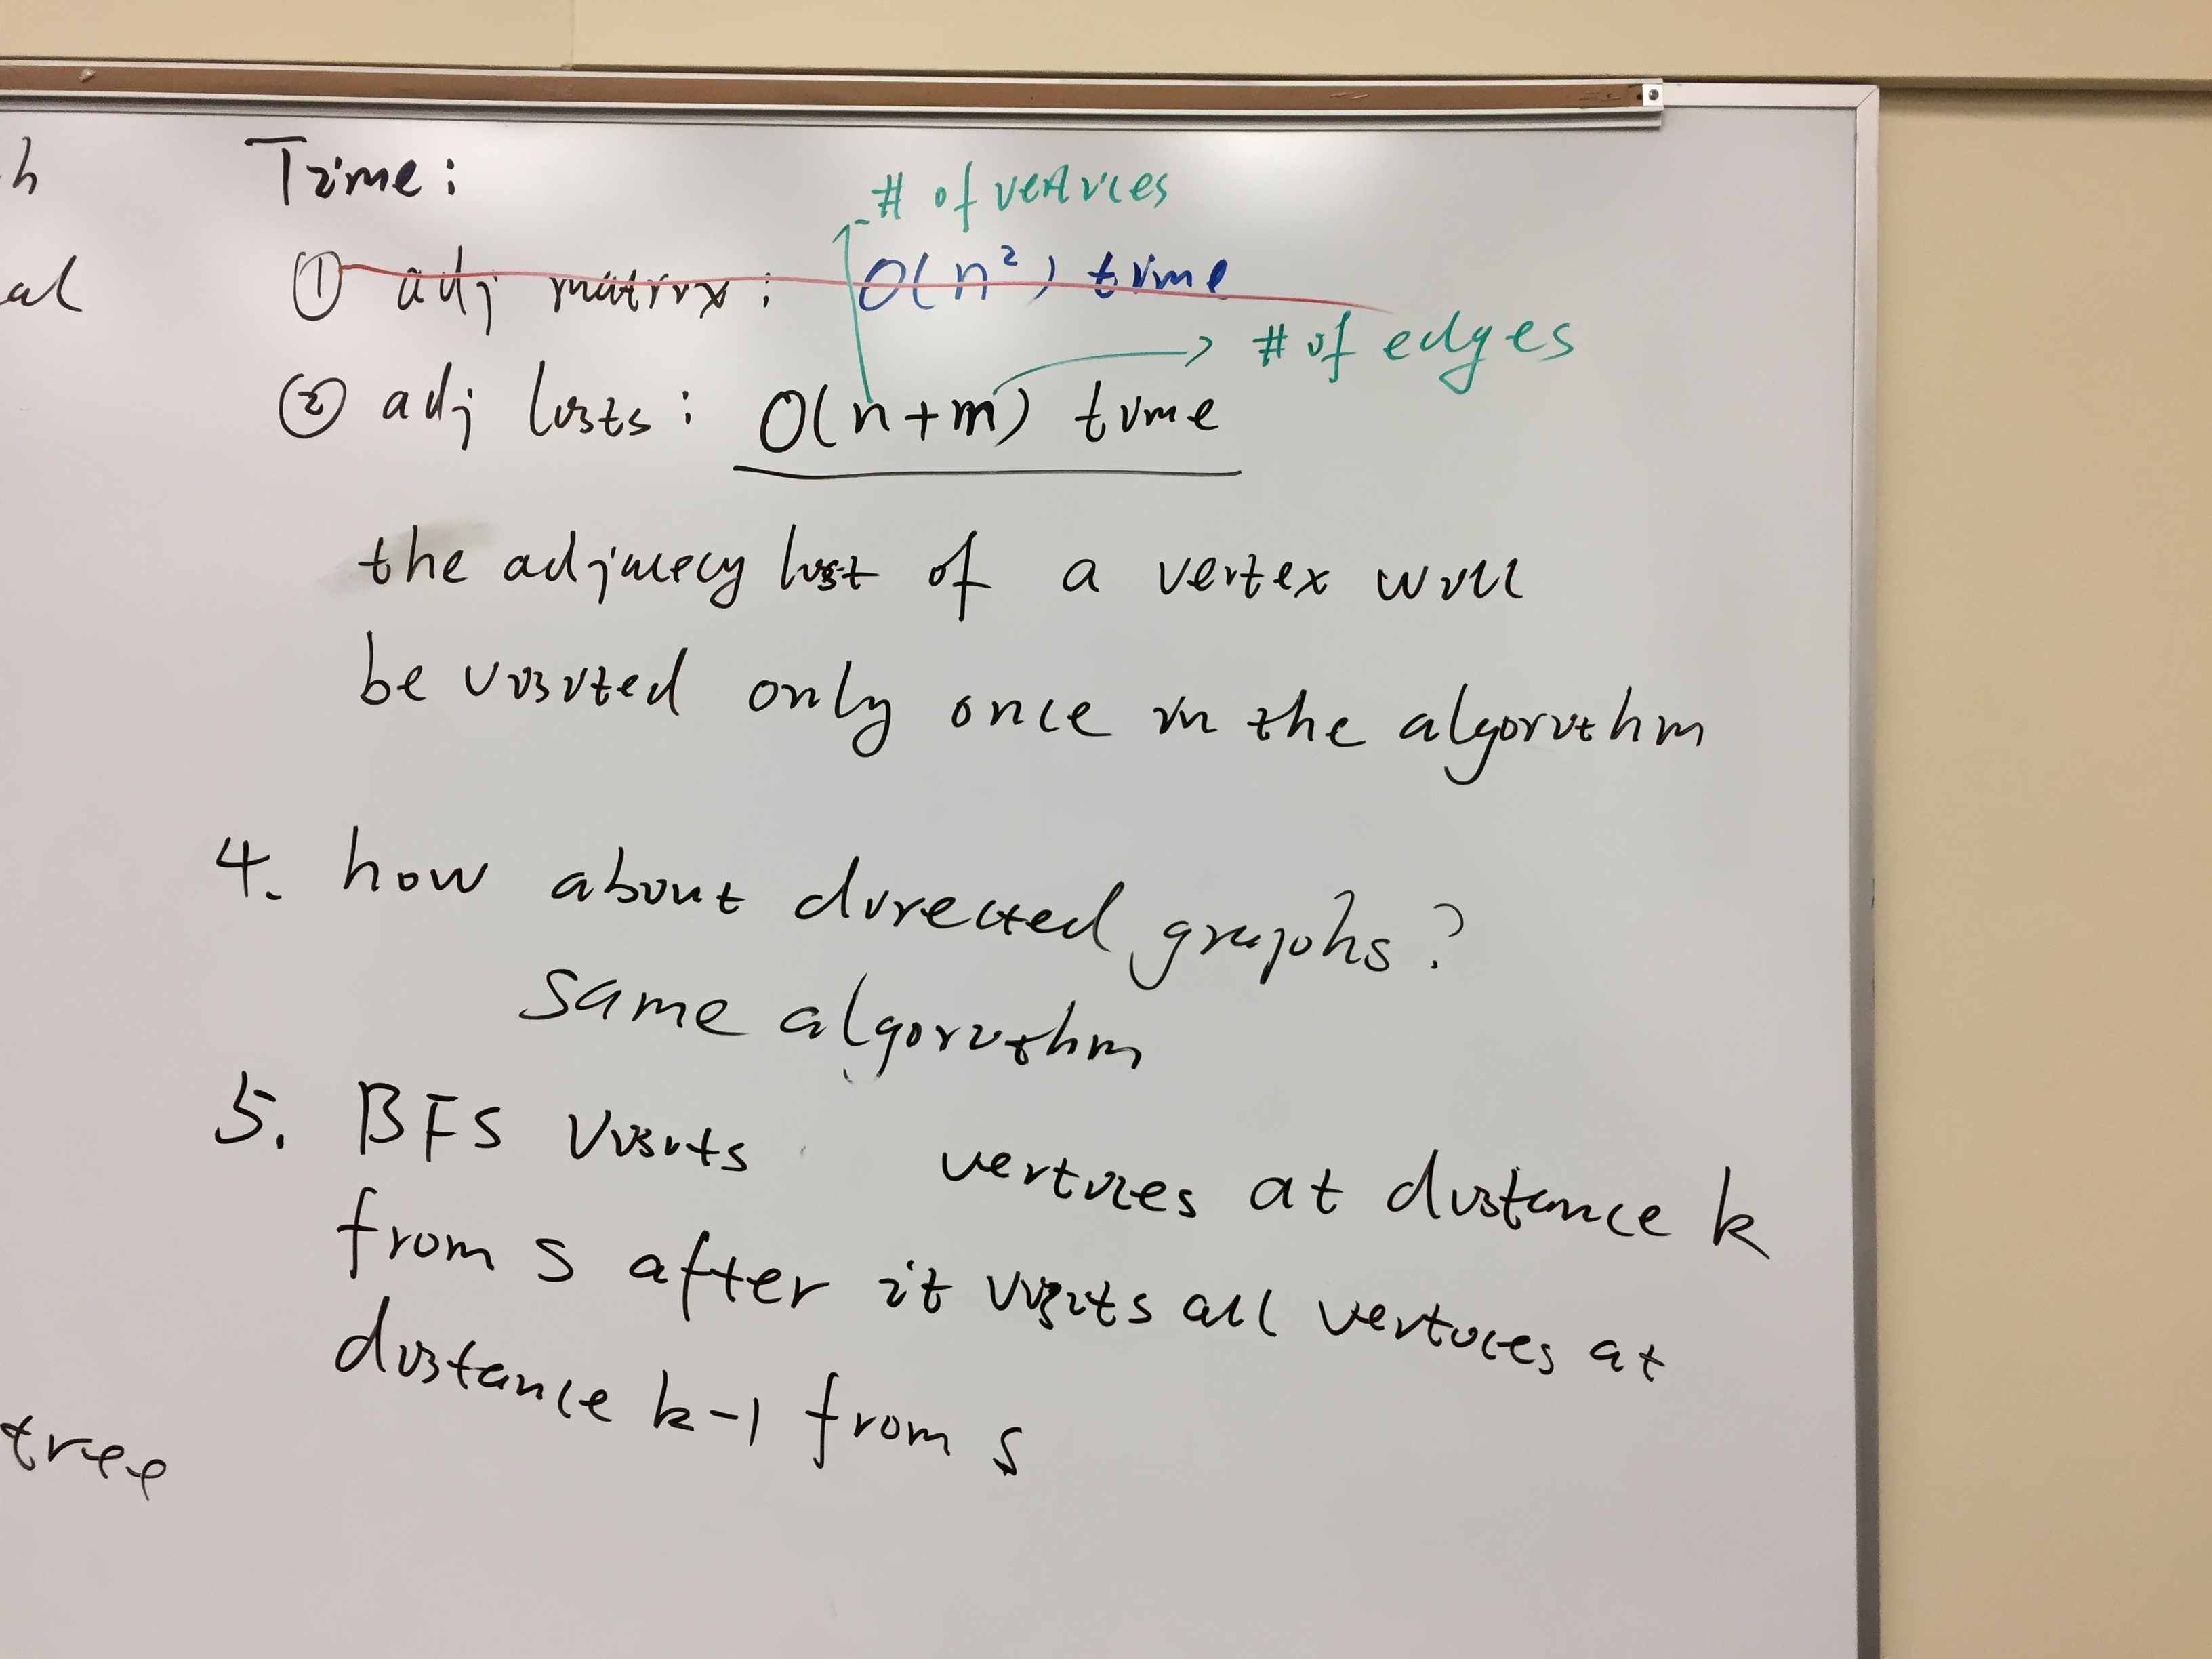 h
Time:
# of vertices
al
① adj matrix: O(n²) time
# of edges
② adj lists: O(n+m) time
the adjacecy list of a vertex will
be visited only once in the algorithm
4. how about directed graphs?
same algorithm
5. BFS visits vertices at distance k
from s after it visits all vertices at
distance k-1 from s
tree